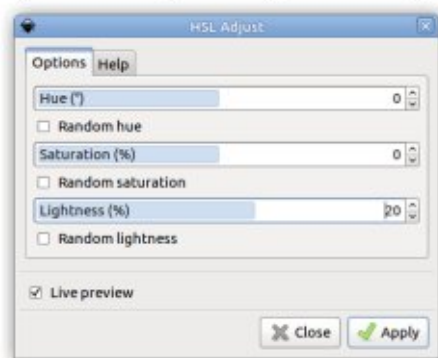 HSL Adjust
Options Help
Hue (°) 0
Random hue
Saturation (%) 0
Random saturation
Lightness (%) 20
Random lightness
Live preview
Close Apply